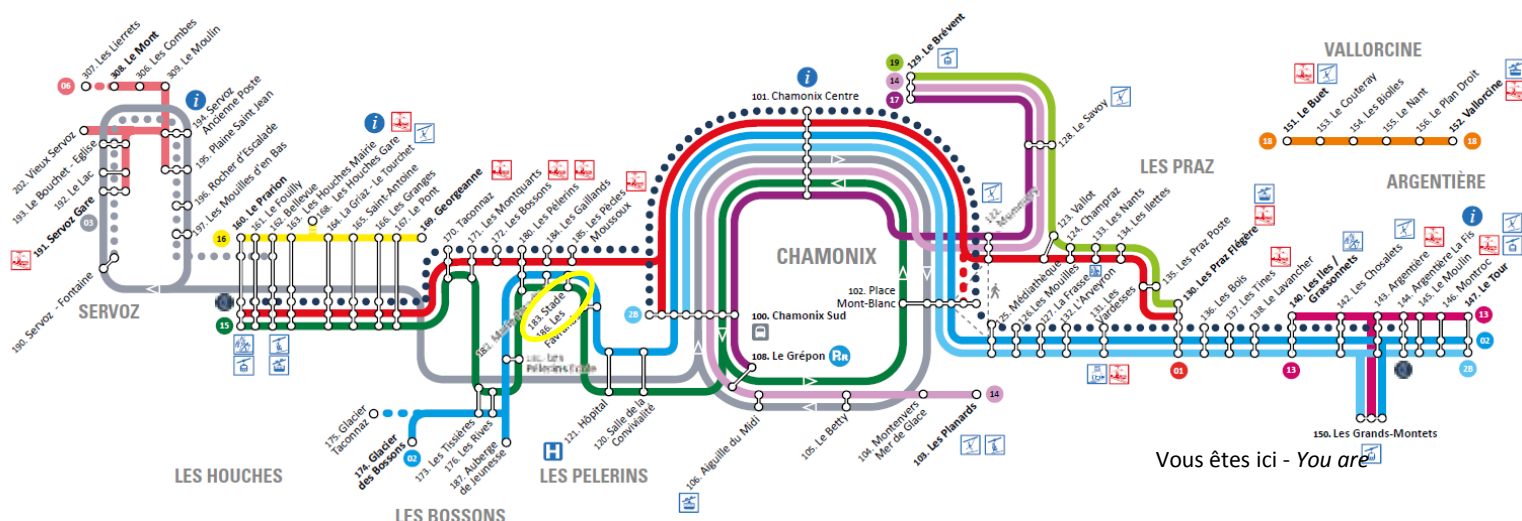 307. Les Lierrets
308. Le Mont
306. Les Combes
309. Le Moulin
06
194. Servoz
Ancienne Poste
195. Plaine Saint Jean
196. Rocher d'Escalade
197. Les Mouilles d'en Bas
202. Vieux Servoz
193. Le Bouchet - Eglise
192. Le Lac
191. Servoz Gare
03
190. Servoz - Fontaine
SERVOZ
160. Le Prarion
161. Le Fouilly
162. Bellevue
163. Les Houches Mairie
168. Les Houches Gare
164. La Griaz- Le Tourchet
165. Saint-Antoine
166. Les Granges
167. Le Pont
169. Georgeanne
16
15
LES HOUCHES
170. Taconnaz
171. Les Montquarts
172. Les Bossons
180. Les Pélerins
184. Les Gaillands
185. Les Pècles
Moussoux
183. Stade
186. Les
Favrands
Les
Pélerins Ecole
175. Glacier
Taconnaz
174. Glacier
des Bossons
02
173. Les Tissières
176. Les Rives
187. Auberge
de Jeunesse
LES BOSSONS
H
LES PELERINS
121. Hôpital
120. Salle de la
Convivialité
2B
101. Chamonix Centre
CHAMONIX
102. Place
Mont-Blanc
100. Chamonix Sud
108. Le Grépon
106. Aiguille du Midi
105. Le Betty
104. Montenvers
Mer de Glace
103. Les Planards
14
19
14
17
129. Le Brévent
128. Le Savoy
122.
123. Vallot
124. Champraz
133. Les Nants
134. Les Ilettes
LES PRAZ
135. Les Praz Poste
130. Les Praz Flégère
125. Médiathèque
126. Les Mouilles
127. La Frasse
132. L'Arveyron
131. Les
Vardesses
01
136. Les Bois
137. Les Tines
138. Le Lavancher
140. Les Iles /
Grassonnets
142. Les Chosalets
143. Argentière
144. Argentière La Fis
145. Le Moulin
146. Montroc
147. Le Tour
13
02
2B
13
150. Les Grands-Montets
ARGENTIÈRE
VALLORCINE
151. Le Buet
153. Le Couteray
154. Les Biolles
155. Le Nant
156. Le Plan Droit
152. Vallorcine
18
18
Vous êtes ici - You are